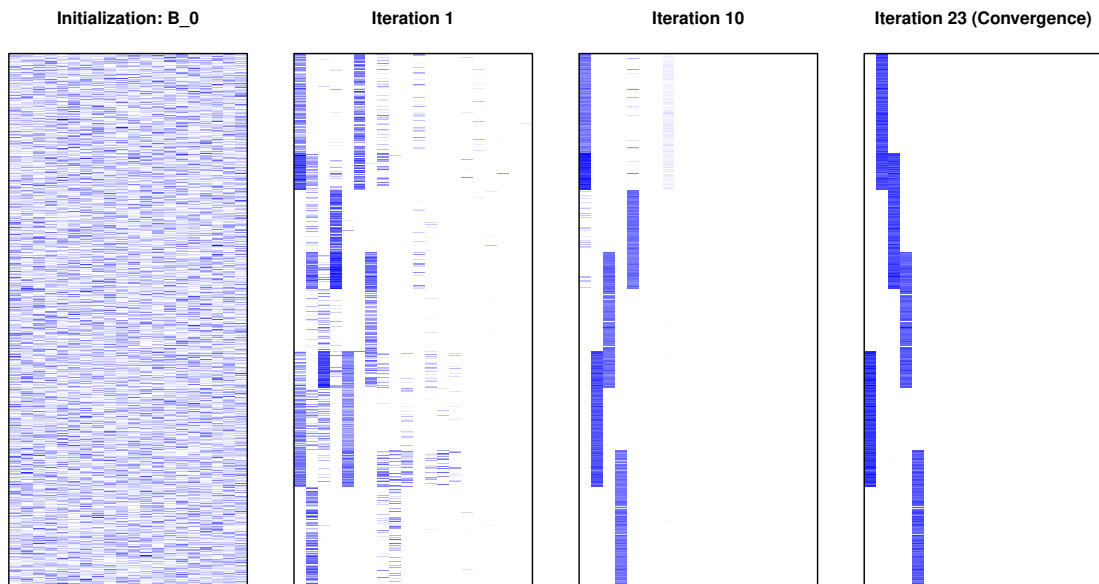 Initialization: B_0
Iteration 1
Iteration 10
Iteration 23 (Convergence)